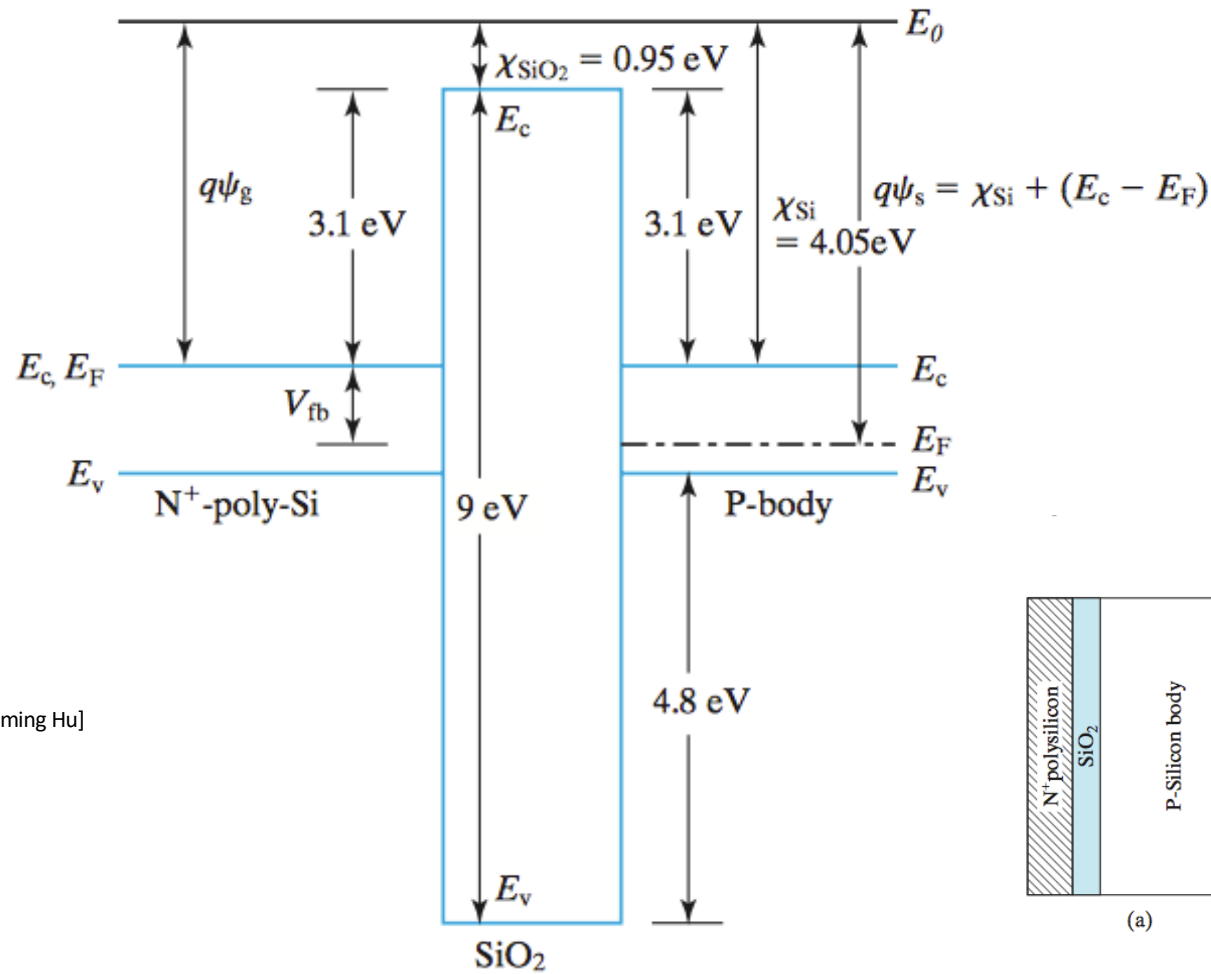 E₀
χSiO₂ = 0.95 eV
Ec
qψg
3.1 eV
3.1 eV
χSi
= 4.05eV
qψs = χSi + (Ec − EF)
Ec, EF
Ec
Vfb
EF
Ev
Ev
N⁺-poly-Si
9 eV
P-body
4.8 eV
ming Hu]
Ev
SiO₂
N⁺polysilicon
SiO₂
P-Silicon body
(a)